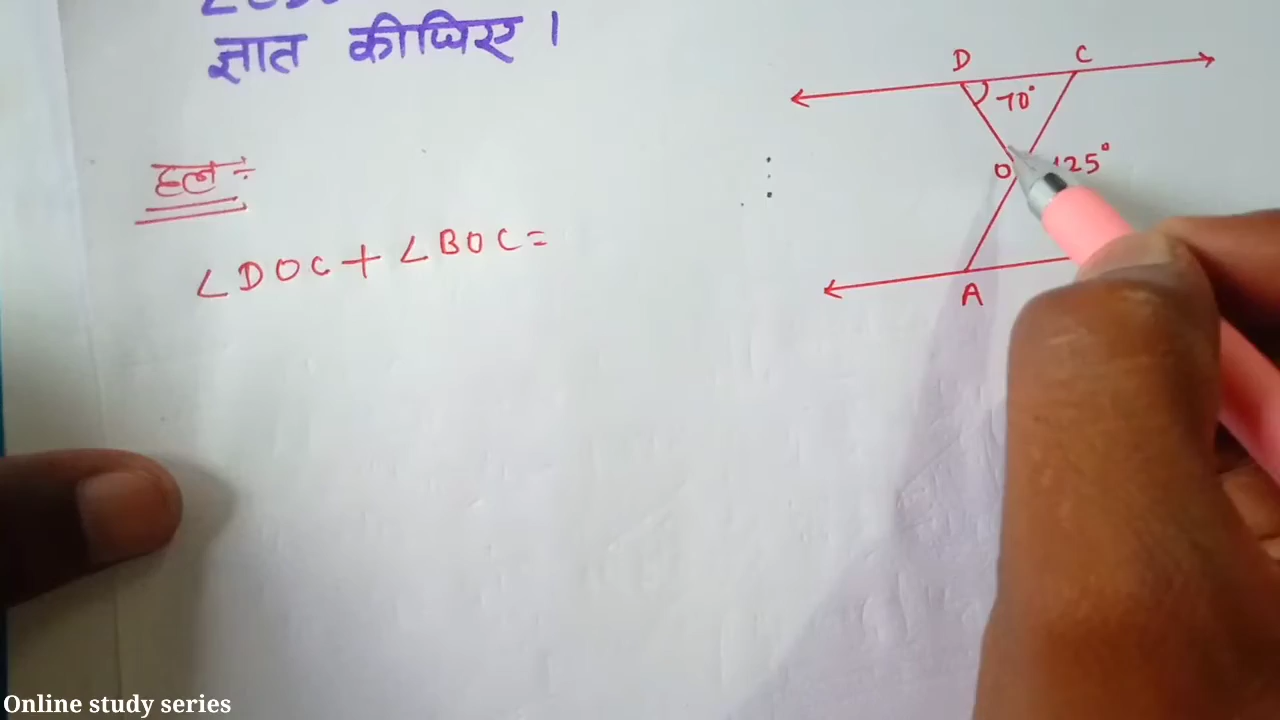 ज्ञात कीजिए ।
D C
70°
O 125°
हल ÷
∠DOC + ∠BOC =
A
Online study series